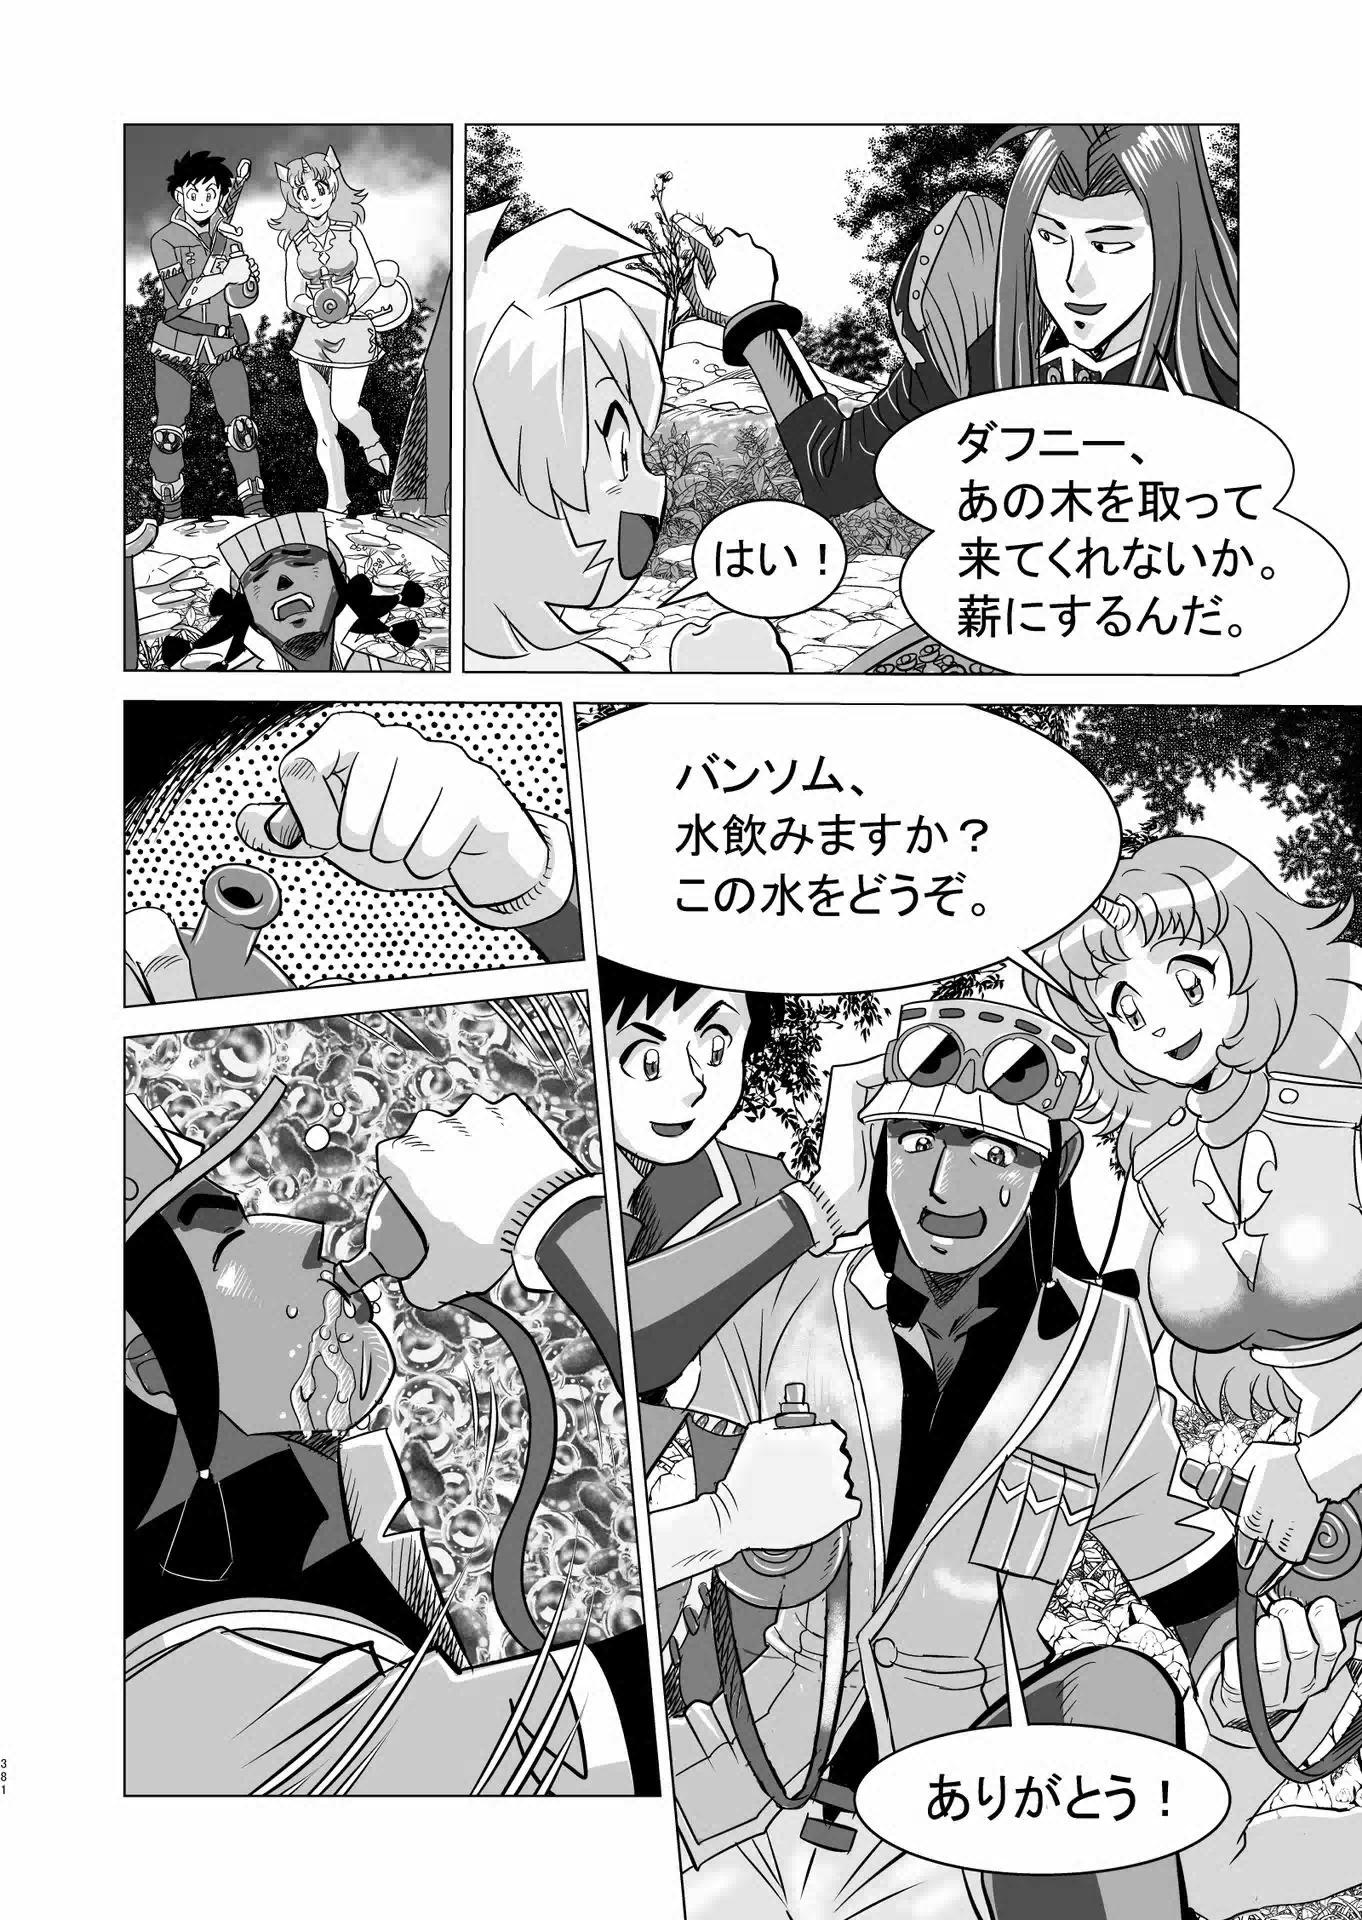 ダフニー、
あの木を取って
来てくれないか。
薪にするんだ。
はい！
バンソム、
水飲みますか？
この水をどうぞ。
ありがとう！
381